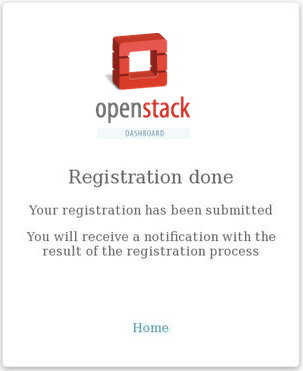 openstack
DASHBOARD
Registration done
Your registration has been submitted
You will receive a notification with the
result of the registration process
Home